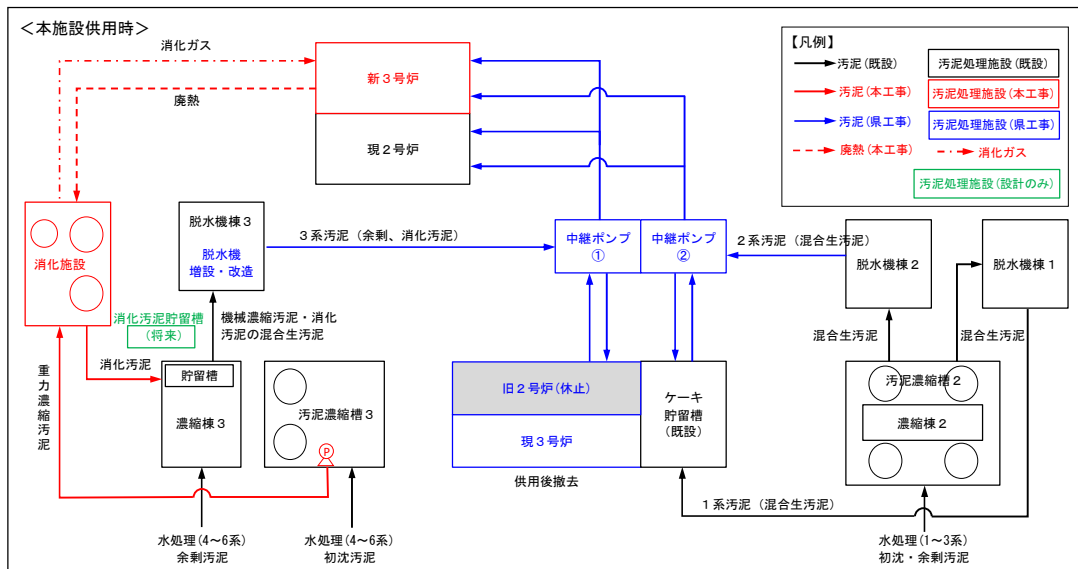 ＜本施設供用時＞
消化ガス
廃熱
新３号炉
現２号炉
【凡例】
汚泥(既設)
汚泥処理施設(既設)
汚泥(本工事)
汚泥処理施設(本工事)
汚泥(県工事)
汚泥処理施設(県工事)
廃熱(本工事)
消化ガス
汚泥処理施設(設計のみ)
消化施設
脱水機棟３
脱水機
増設・改造
３系汚泥（余剰、消化汚泥）
中継ポンプ
①
中継ポンプ
②
２系汚泥（混合生汚泥）
脱水機棟２
脱水機棟１
消化汚泥貯留槽
（将来）
機械濃縮汚泥・消化
汚泥の混合生汚泥
混合生汚泥
混合生汚泥
重力濃縮汚泥
消化汚泥
貯留槽
濃縮棟３
汚泥濃縮槽３
P
旧２号炉(休止)
現３号炉
ケーキ
貯留槽
(既設)
供用後撤去
汚泥濃縮槽２
濃縮棟２
１系汚泥（混合生汚泥）
水処理(4～6系)
余剰汚泥
水処理(4～6系)
初沈汚泥
水処理(1～3系)
初沈・余剰汚泥